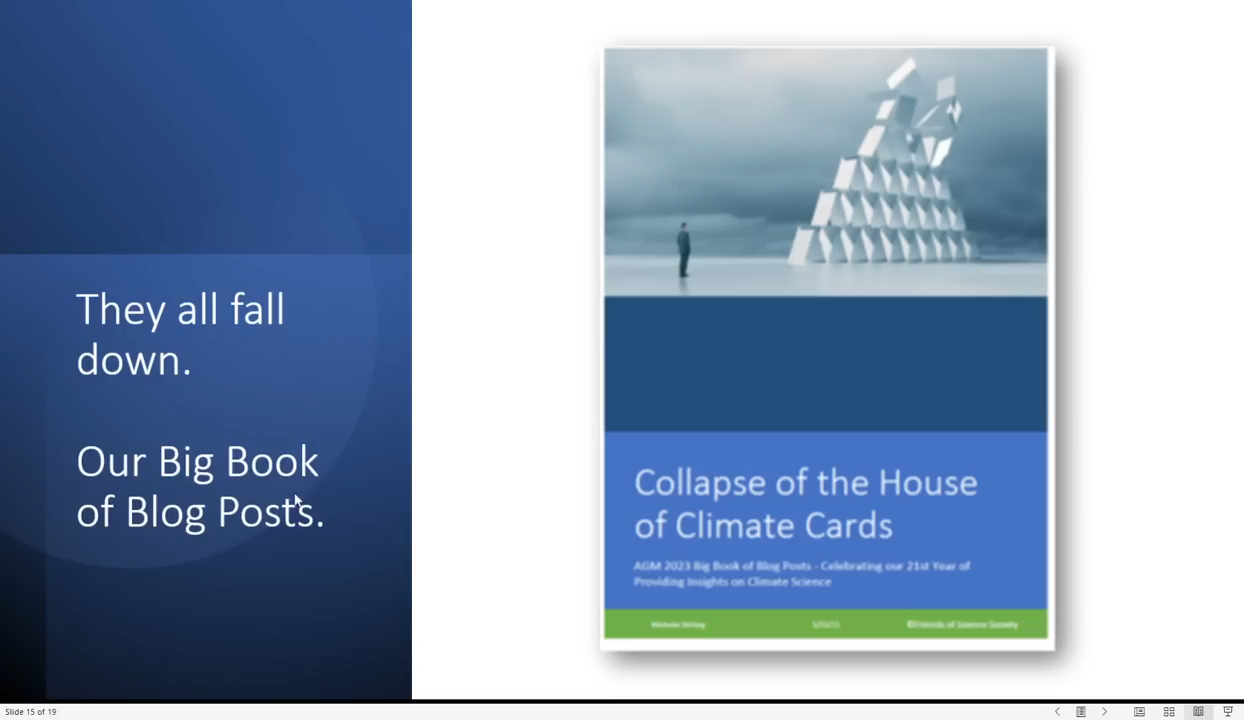 They all fall
down.
Our Big Book
of Blog Posts.
Collapse of the House
of Climate Cards
AGM 2023 Big Book of Blog Posts - Celebrating our 21st Year of
Providing Insights on Climate Science
Friends of Science Society
Slide 15 of 19